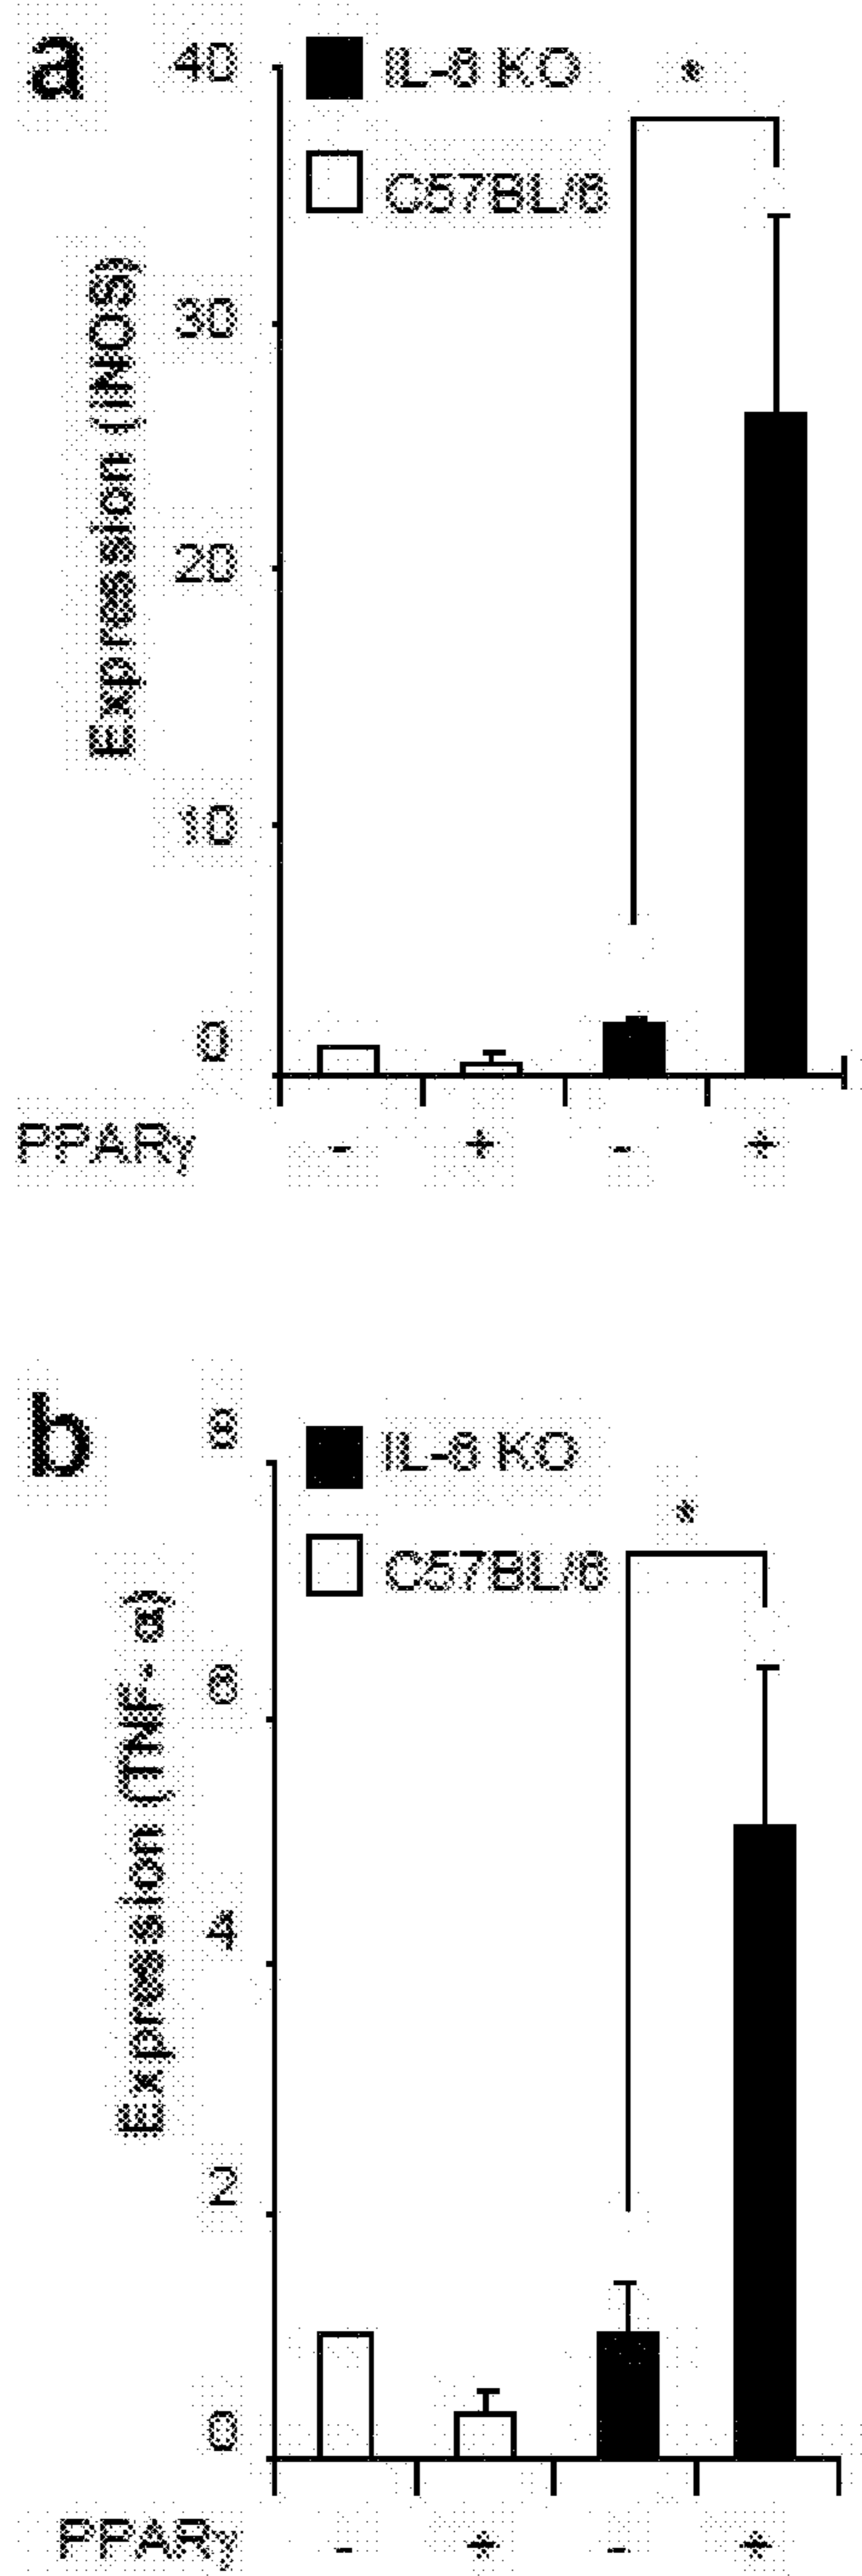 a
40
IL-6 KO
*
C57BL/6
Expression (iNOS)
30
20
10
0
PPARγ - + - +
b
8
IL-6 KO
*
C57BL/6
Expression (TNF-α)
6
4
2
0
PPARγ - + - +